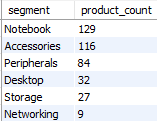 segment product_count
Notebook 129
Accessories 116
Peripherals 84
Desktop 32
Storage 27
Networking 9